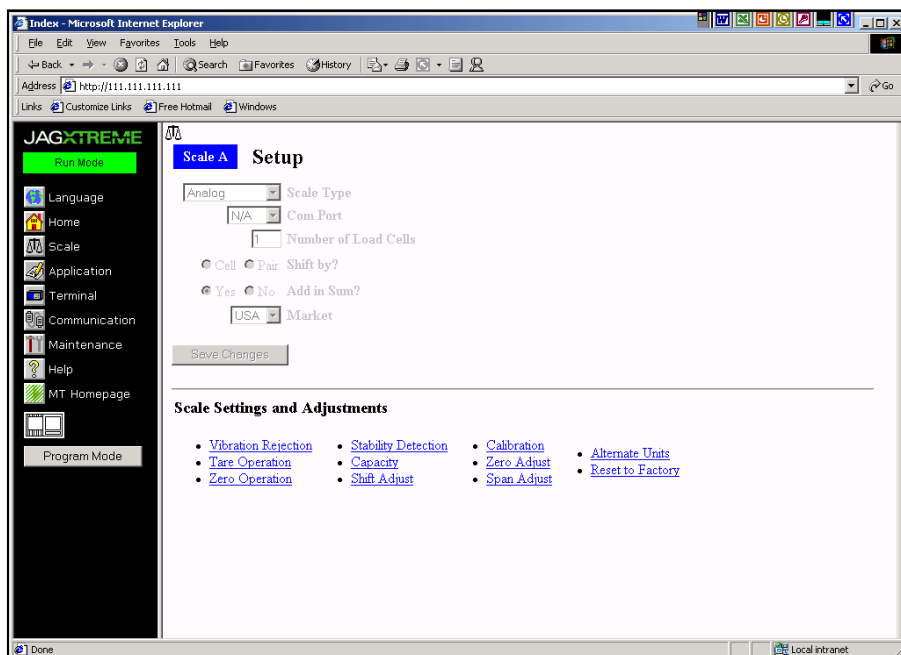 Index - Microsoft Internet Explorer
File Edit View Favorites Tools Help
Back Search Favorites History
Address http://111.111.111.111 Go
Links Customize Links Free Hotmail Windows
JAGXTREME
Run Mode
Language
Home
Scale
Application
Terminal
Communication
Maintenance
Help
MT Homepage
Program Mode
Scale A Setup
Analog Scale Type
N/A Com Port
1 Number of Load Cells
Cell Pair Shift by?
Yes No Add in Sum?
USA Market
Save Changes
Scale Settings and Adjustments
Vibration Rejection
Tare Operation
Zero Operation
Stability Detection
Capacity
Shift Adjust
Calibration
Zero Adjust
Span Adjust
Alternate Units
Reset to Factory
Done Local intranet